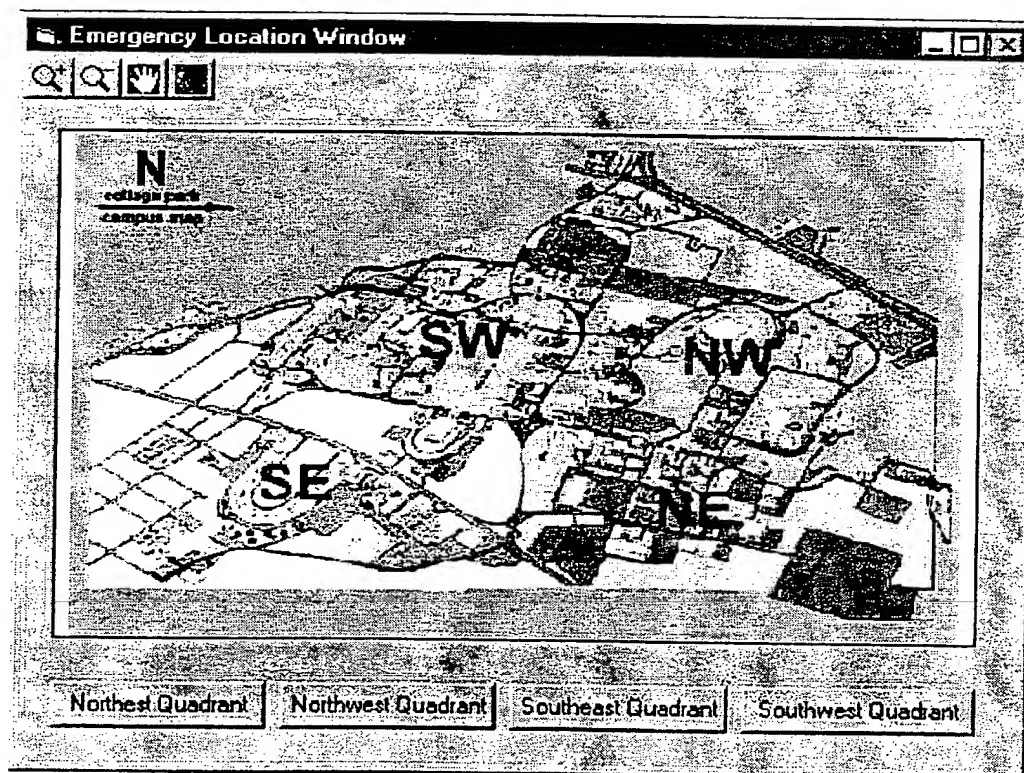 Emergency Location Window
N
college park
campus map
SW
NW
SE
NE
Northest Quadrant
Northwest Quadrant
Southeast Quadrant
Southwest Quadrant